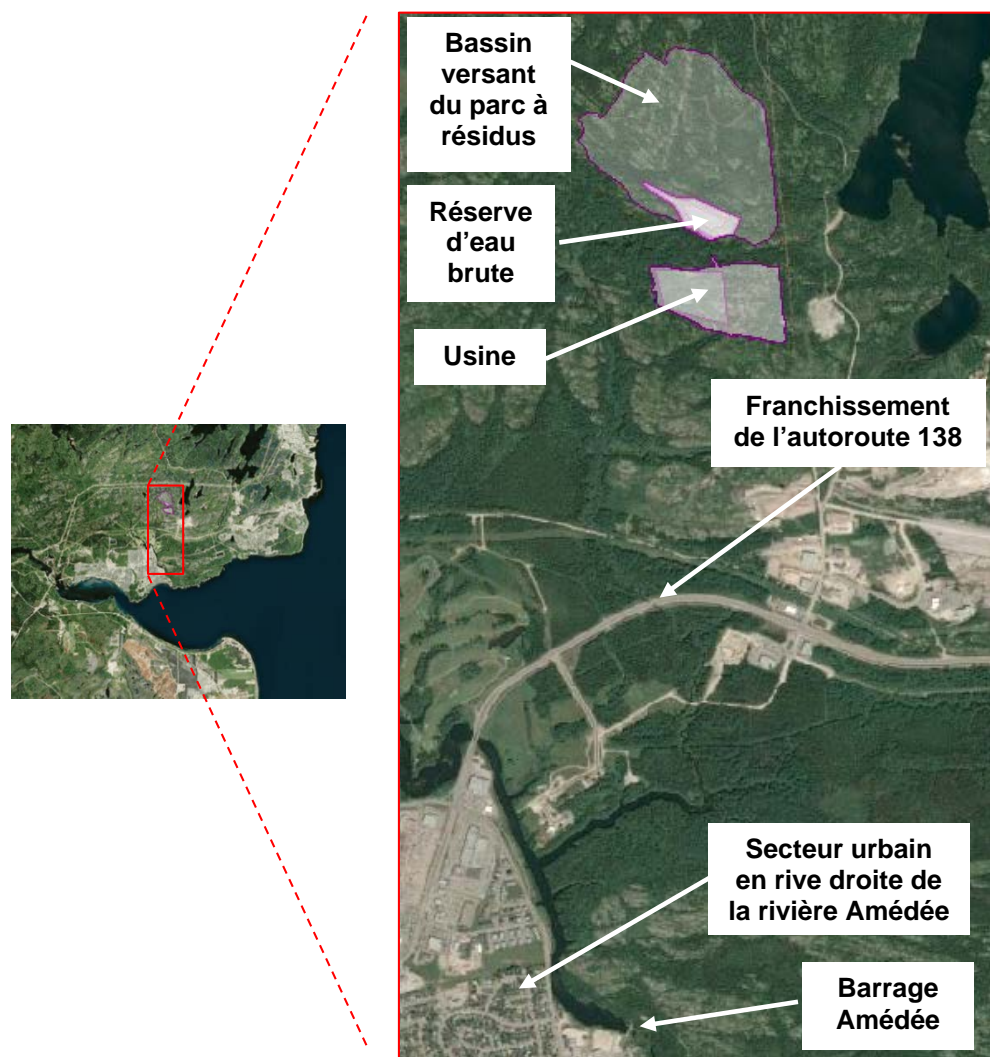 Bassin
versant
du parc à
résidus
Réserve
d'eau
brute
Usine
Franchissement
de l'autoroute 138
Secteur urbain
en rive droite de
la rivière Amédée
Barrage
Amédée